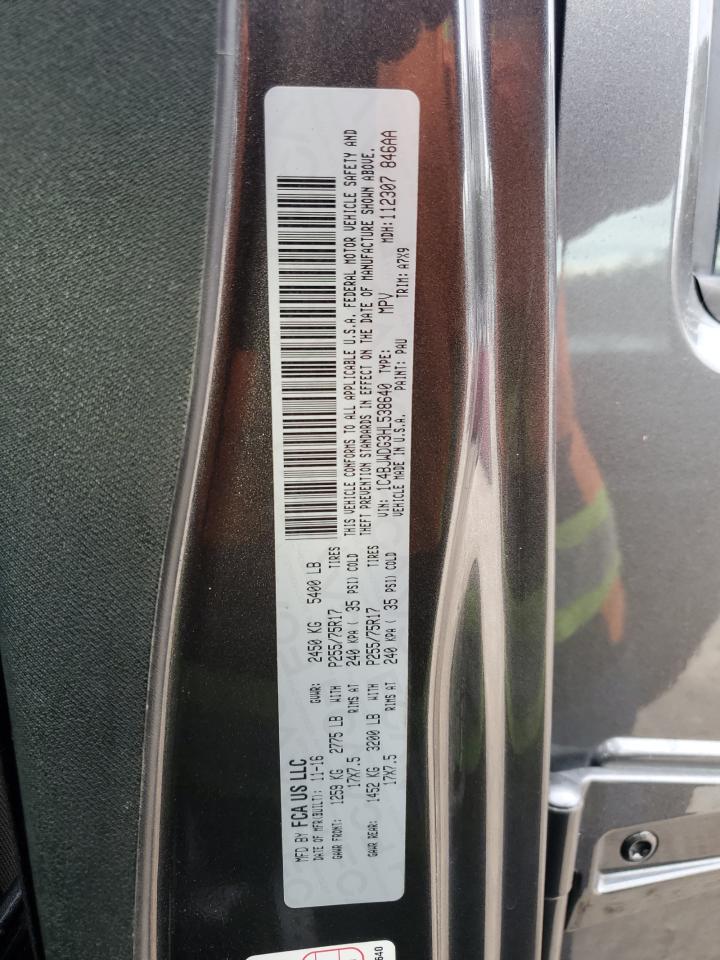 MFD BY FCA US LLC
DATE OF MFR(BUILT): 11-16 GVWR: 2450 KG 5400 LB
GAWR FRONT: 1259 KG 2775 LB WITH P255/75R17 TIRES
17X7.5 RIMS AT 240 KPA ( 35 PSI) COLD
GAWR REAR: 1452 KG 3200 LB WITH P255/75R17 TIRES
17X7.5 RIMS AT 240 KPA ( 35 PSI) COLD
THIS VEHICLE CONFORMS TO ALL APPLICABLE U.S.A. FEDERAL MOTOR VEHICLE SAFETY AND
THEFT PREVENTION STANDARDS IN EFFECT ON THE DATE OF MANUFACTURE SHOWN ABOVE.
VIN: 1C4BJWDG3HL538640 TYPE: MPV MDH: 112307 846AA
VEHICLE MADE IN U.S.A. PAINT: PAU TRIM: A7X9
640